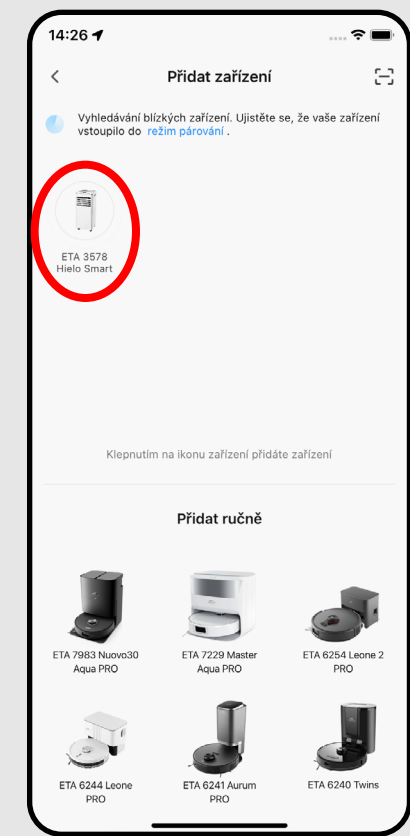 14:26
Přidat zařízení
Vyhledávání blízkých zařízení. Ujistěte se, že vaše zařízení
vstoupilo do režim párování .
ETA 3578
Hielo Smart
Klepnutím na ikonu zařízení přidáte zařízení
Přidat ručně
ETA 7983 Nuovo30
Aqua PRO
ETA 7229 Master
Aqua PRO
ETA 6254 Leone 2
PRO
ETA 6244 Leone
PRO
ETA 6241 Aurum
PRO
ETA 6240 Twins